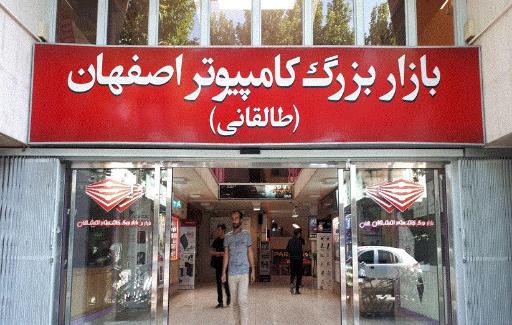 بازار بزرگ کامپیوتر اصفهان
(طالقانی)